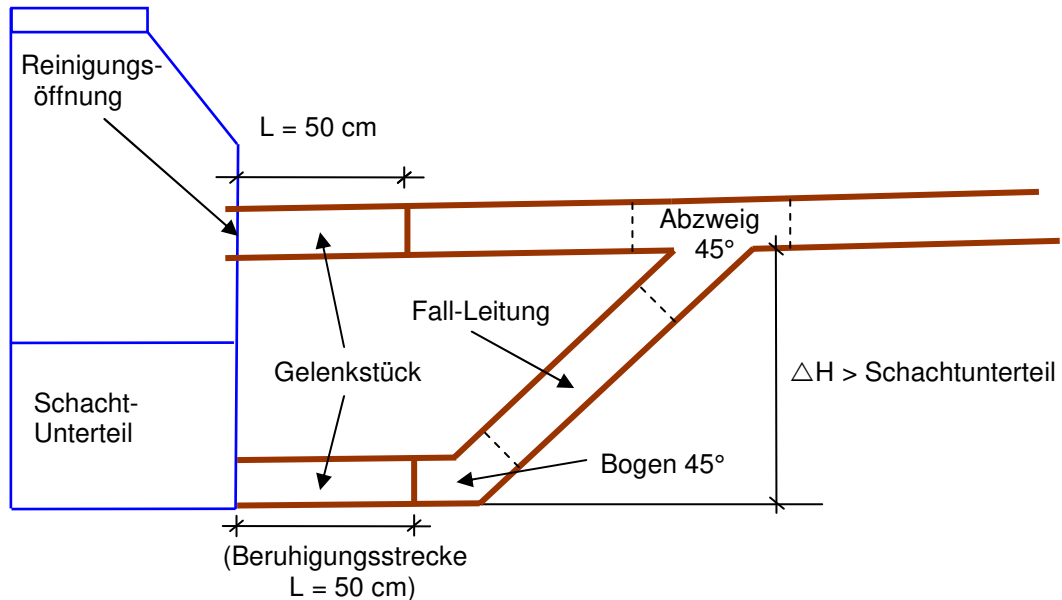 Reinigungs-
öffnung
L = 50 cm
Abzweig
45°
Fall-Leitung
Gelenkstück
△H > Schachtunterteil
Schacht-
Unterteil
Bogen 45°
(Beruhigungsstrecke
L = 50 cm)